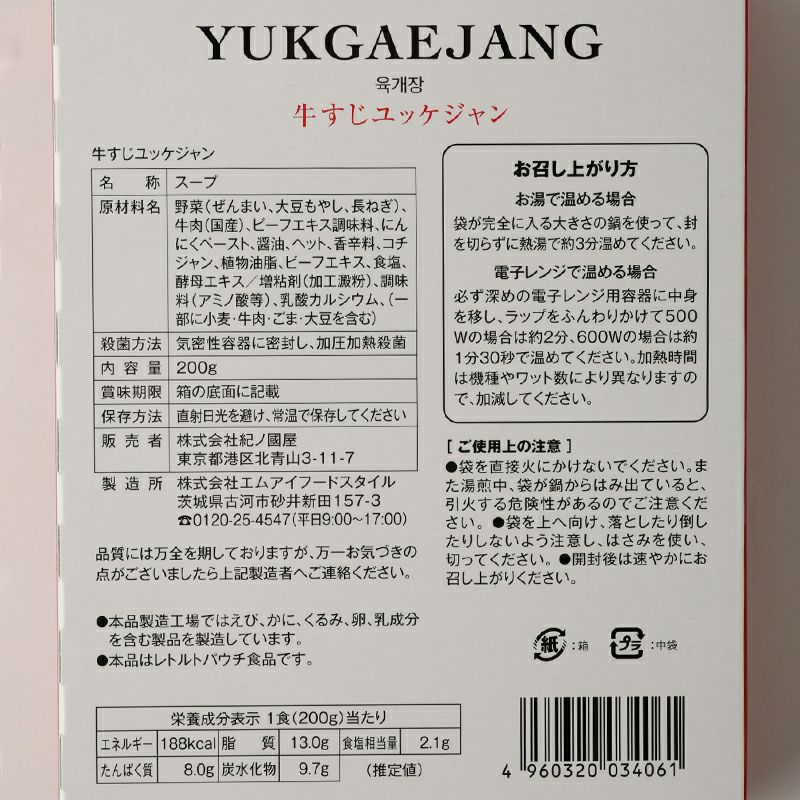 YUKGAEJANG
육개장
牛すじユッケジャン
牛すじユッケジャン
名 称 スープ
原材料名 野菜(ぜんまい、大豆もやし、長ねぎ)、
牛肉(国産)、ビーフエキス調味料、にん
にくペースト、醤油、ヘット、香辛料、コチ
ジャン、植物油脂、ビーフエキス、食塩、
酵母エキス/増粘剤(加工澱粉)、調味
料(アミノ酸等)、乳酸カルシウム、(一
部に小麦・牛肉・ごま・大豆を含む)
殺菌方法 気密性容器に密封し、加圧加熱殺菌
内容量 200g
賞味期限 箱の底面に記載
保存方法 直射日光を避け、常温で保存してください
販売者 株式会社紀ノ國屋
東京都港区北青山3-11-7
製造所 株式会社エムアイフードスタイル
茨城県古河市砂井新田157-3
☎0120-25-4547(平日9:00~17:00)
品質には万全を期しておりますが、万一お気づきの
点がございましたら上記製造者へご連絡ください。
●本品製造工場ではえび、かに、くるみ、卵、乳成分
を含む製品を製造しています。
●本品はレトルトパウチ食品です。
お召し上がり方
お湯で温める場合
袋が完全に入る大きさの鍋を使って、封
を切らずに熱湯で約3分温めてください。
電子レンジで温める場合
必ず深めの電子レンジ用容器に中身
を移し、ラップをふんわりかけて500
Wの場合は約2分、600Wの場合は約
1分30秒で温めてください。加熱時間
は機種やワット数により異なりますの
で、加減してください。
[ご使用上の注意]
●袋を直接火にかけないでください。ま
た湯煎中、袋が鍋からはみ出ていると、
引火する危険性があるのでご注意くだ
さい。●袋を上へ向け、落としたり倒し
たりしないよう注意し、はさみを使い、
切ってください。●開封後は速やかにお
召し上がりください。
紙 :箱 プラ :中袋
栄養成分表示 1食(200g)当たり
エネルギー 188kcal 脂質 13.0g 食塩相当量 2.1g
たんぱく質 8.0g 炭水化物 9.7g (推定値)
4 960320 034061